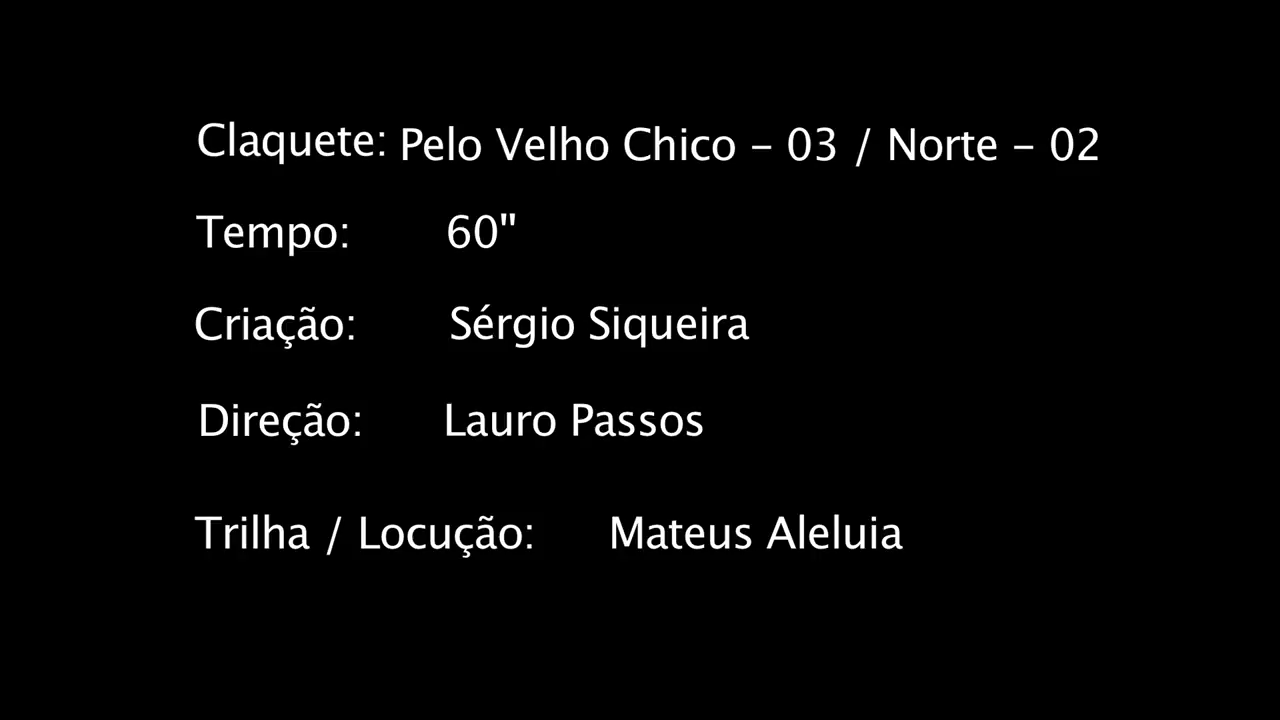 Claquete: Pelo Velho Chico - 03 / Norte - 02
Tempo: 60"
Criação: Sérgio Siqueira
Direção: Lauro Passos
Trilha / Locução: Mateus Aleluia